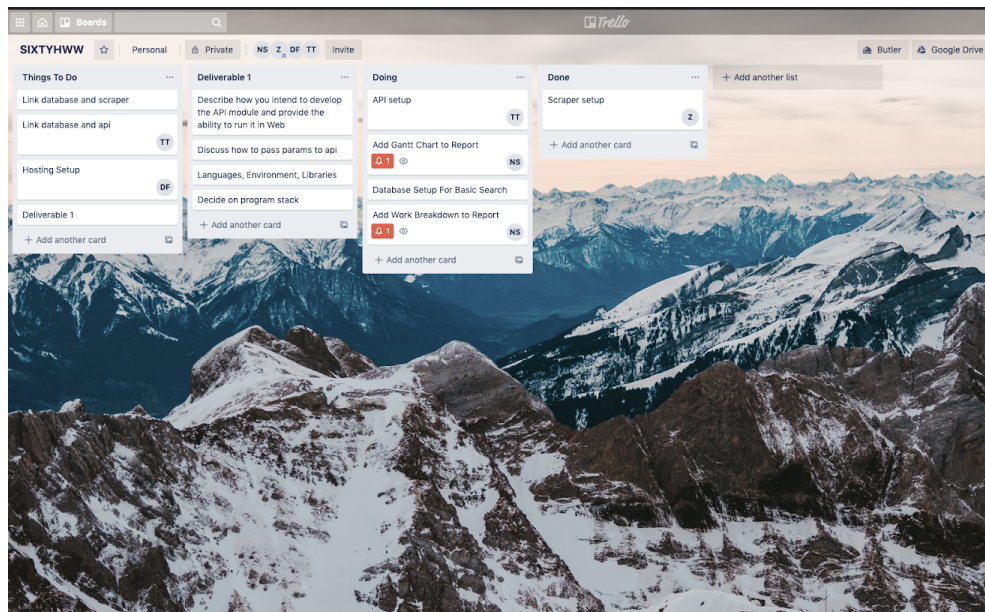 Boards
Trello
SIXTYHWW
Personal
Private
NS Z DF TT
Invite
Butler
Google Drive
Things To Do
Link database and scraper
Link database and api
TT
Hosting Setup
DF
Deliverable 1
+ Add another card
Deliverable 1
Describe how you intend to develop
the API module and provide the
ability to run it in Web
Discuss how to pass params to api
Languages, Environment, Libraries
Decide on program stack
+ Add another card
Doing
API setup
TT
Add Gantt Chart to Report
1
NS
Database Setup For Basic Search
Add Work Breakdown to Report
1
NS
+ Add another card
Done
Scraper setup
Z
+ Add another card
+ Add another list